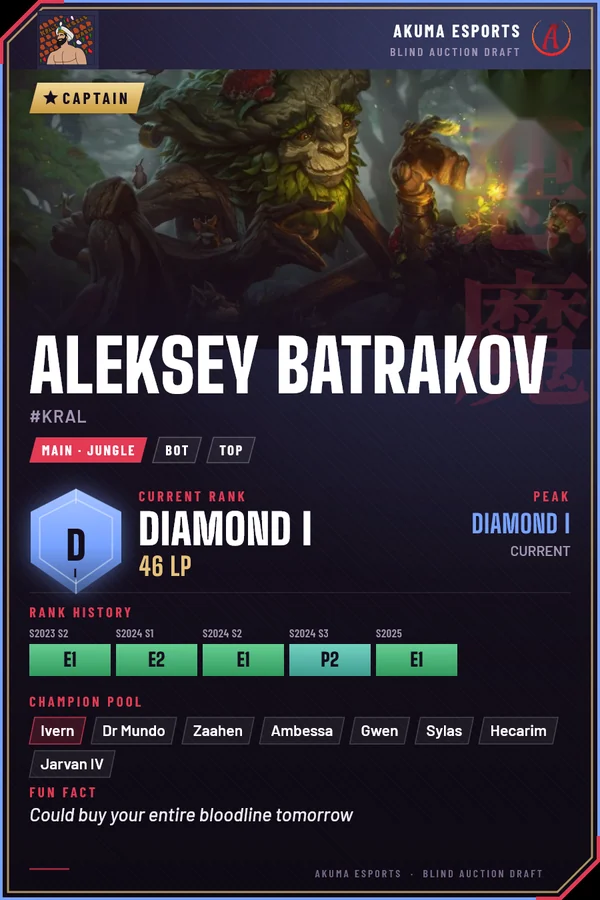 AKUMA ESPORTS
BLIND AUCTION DRAFT
A
★ CAPTAIN
悪魔
ALEKSEY BATRAKOV
#KRAL
MAIN · JUNGLE
BOT
TOP
D
I
CURRENT RANK
DIAMOND I
46 LP
PEAK
DIAMOND I
CURRENT
RANK HISTORY
S2023 S2
S2024 S1
S2024 S2
S2024 S3
S2025
E1
E2
E1
P2
E1
CHAMPION POOL
Ivern
Dr Mundo
Zaahen
Ambessa
Gwen
Sylas
Hecarim
Jarvan IV
FUN FACT
Could buy your entire bloodline tomorrow
AKUMA ESPORTS · BLIND AUCTION DRAFT